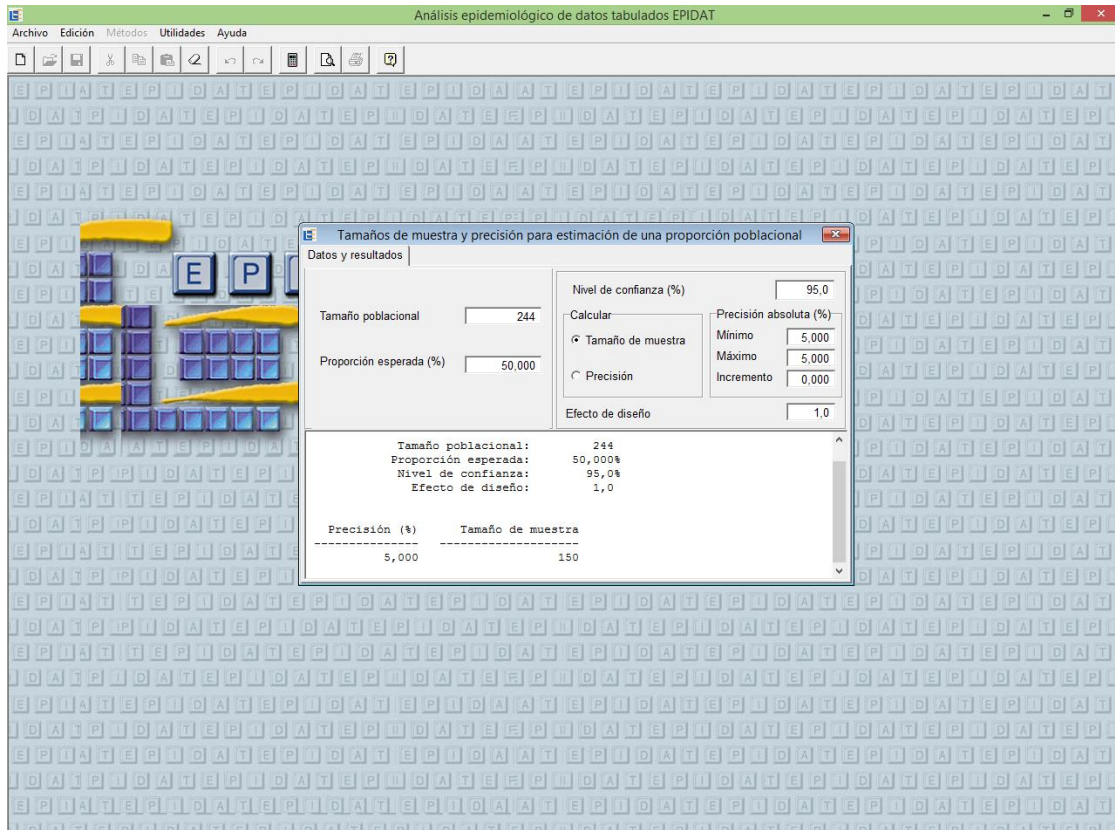 Análisis epidemiológico de datos tabulados EPIDAT
Archivo Edición Métodos Utilidades Ayuda
E P
Tamaños de muestra y precisión para estimación de una proporción poblacional
Datos y resultados
Nivel de confianza (%) 95,0
Tamaño poblacional 244
Proporción esperada (%) 50,000
Calcular
Tamaño de muestra
Precisión
Precisión absoluta (%)
Mínimo 5,000
Máximo 5,000
Incremento 0,000
Efecto de diseño 1,0
Tamaño poblacional: 244
Proporción esperada: 50,000%
Nivel de confianza: 95,0%
Efecto de diseño: 1,0
Precisión (%) Tamaño de muestra
--------------- --------------------
5,000 150